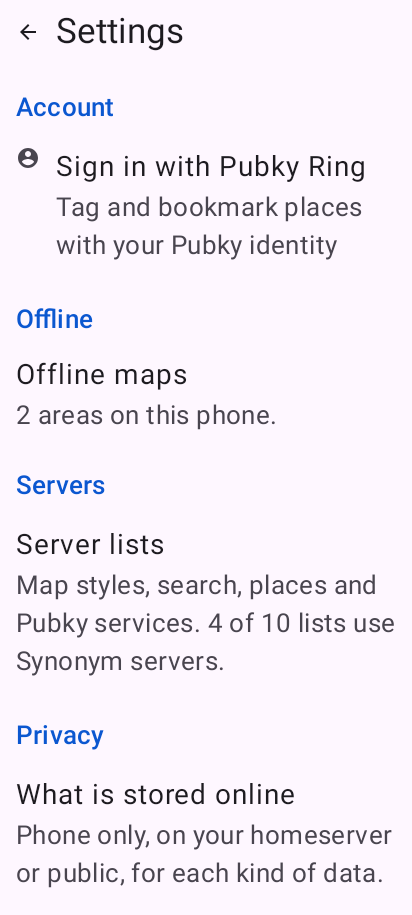 Settings
Account
Sign in with Pubky Ring
Tag and bookmark places
with your Pubky identity
Offline
Offline maps
2 areas on this phone.
Servers
Server lists
Map styles, search, places and
Pubky services. 4 of 10 lists use
Synonym servers.
Privacy
What is stored online
Phone only, on your homeserver
or public, for each kind of data.